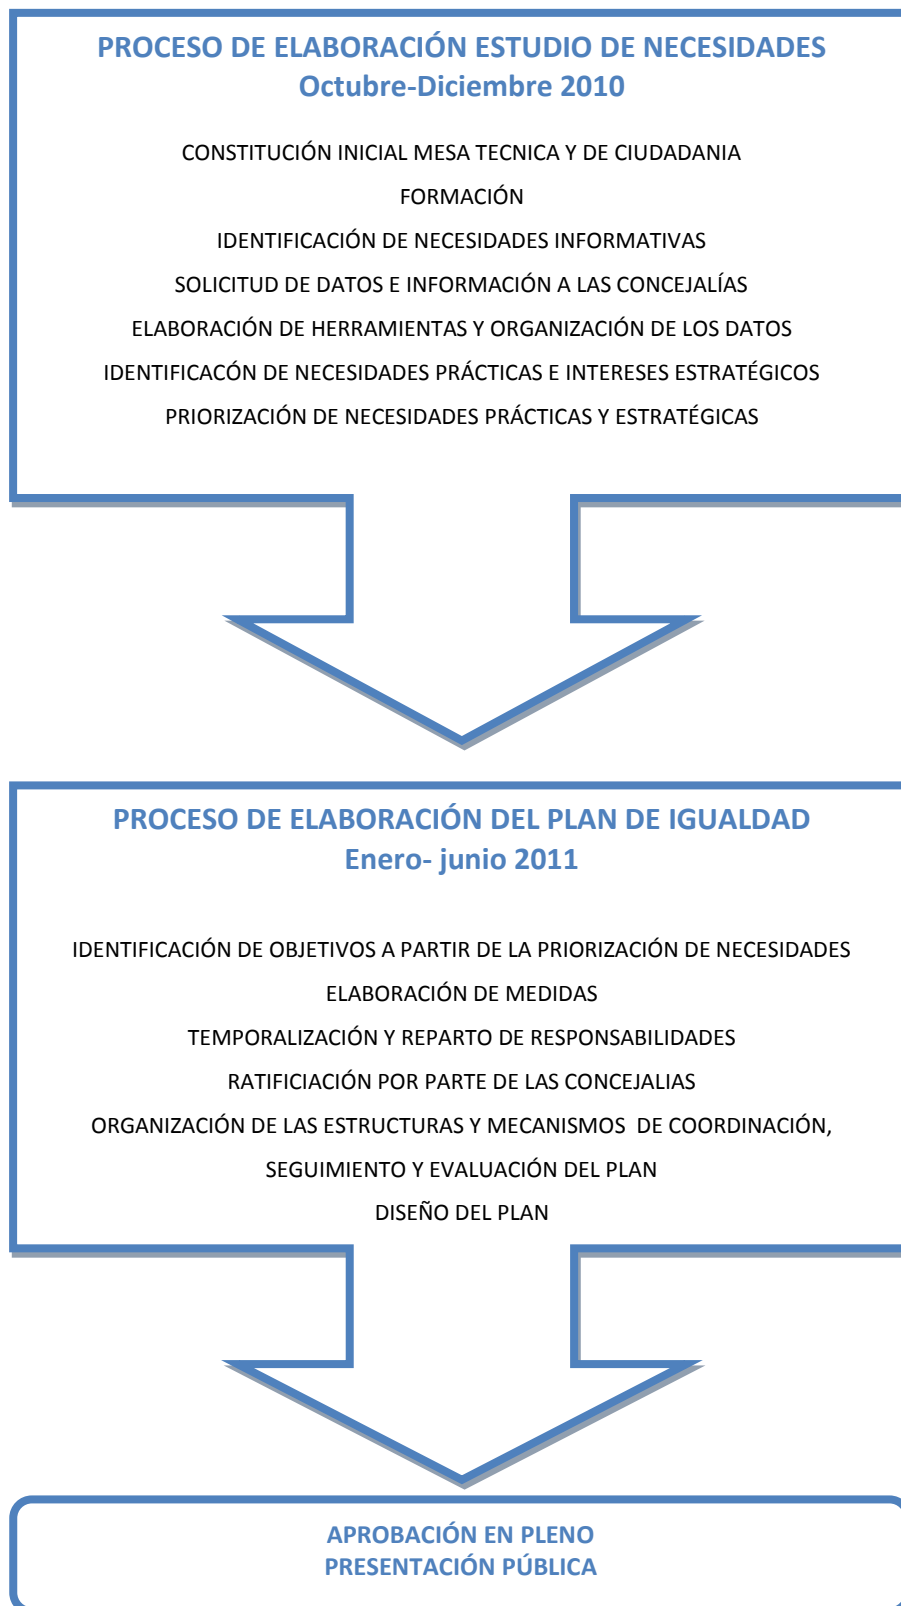 PROCESO DE ELABORACIÓN ESTUDIO DE NECESIDADES
Octubre-Diciembre 2010
CONSTITUCIÓN INICIAL MESA TECNICA Y DE CIUDADANIA
FORMACIÓN
IDENTIFICACIÓN DE NECESIDADES INFORMATIVAS
SOLICITUD DE DATOS E INFORMACIÓN A LAS CONCEJALÍAS
ELABORACIÓN DE HERRAMIENTAS Y ORGANIZACIÓN DE LOS DATOS
IDENTIFICACÓN DE NECESIDADES PRÁCTICAS E INTERESES ESTRATÉGICOS
PRIORIZACIÓN DE NECESIDADES PRÁCTICAS Y ESTRATÉGICAS
PROCESO DE ELABORACIÓN DEL PLAN DE IGUALDAD
Enero- junio 2011
IDENTIFICACIÓN DE OBJETIVOS A PARTIR DE LA PRIORIZACIÓN DE NECESIDADES
ELABORACIÓN DE MEDIDAS
TEMPORALIZACIÓN Y REPARTO DE RESPONSABILIDADES
RATIFICIACIÓN POR PARTE DE LAS CONCEJALIAS
ORGANIZACIÓN DE LAS ESTRUCTURAS Y MECANISMOS  DE COORDINACIÓN,
SEGUIMIENTO Y EVALUACIÓN DEL PLAN
DISEÑO DEL PLAN
APROBACIÓN EN PLENO
PRESENTACIÓN PÚBLICA